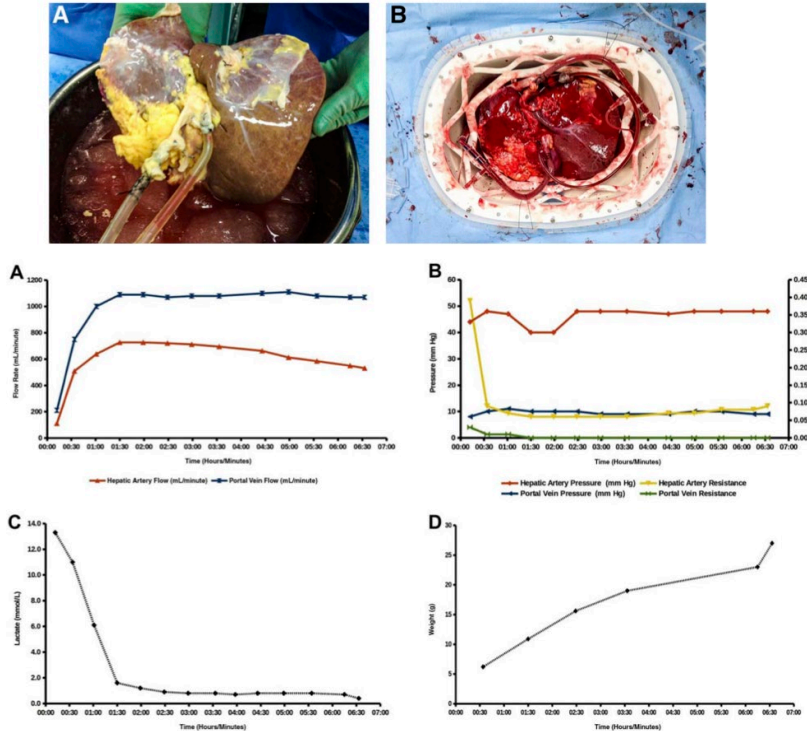 A
B
A
1200
1000
800
600
400
200
0
Flow Rate (mL/minute)
00:00 00:30 01:00 01:30 02:00 02:30 03:00 03:30 04:00 04:30 05:00 05:30 06:00 06:30 07:00
Time (Hours/Minutes)
Hepatic Artery Flow (mL/minute) Portal Vein Flow (mL/minute)
B
60
50
40
30
20
10
0
Pressure (mm Hg)
0.45
0.40
0.35
0.30
0.25
0.20
0.15
0.10
0.05
0.00
00:00 00:30 01:00 01:30 02:00 02:30 03:00 03:30 04:00 04:30 05:00 05:30 06:00 06:30 07:00
Time (Hours/Minutes)
Hepatic Artery Pressure (mm Hg) Hepatic Artery Resistance
Portal Vein Pressure (mm Hg) Portal Vein Resistance
C
14.0
12.0
10.0
8.0
6.0
4.0
2.0
0.0
Lactate (mmol/L)
00:00 00:30 01:00 01:30 02:00 02:30 03:00 03:30 04:00 04:30 05:00 05:30 06:00 06:30 07:00
Time (Hours/Minutes)
D
30
25
20
15
10
5
0
Weight (g)
00:00 00:30 01:00 01:30 02:00 02:30 03:00 03:30 04:00 04:30 05:00 05:30 06:00 06:30 07:00
Time (Hours/Minutes)